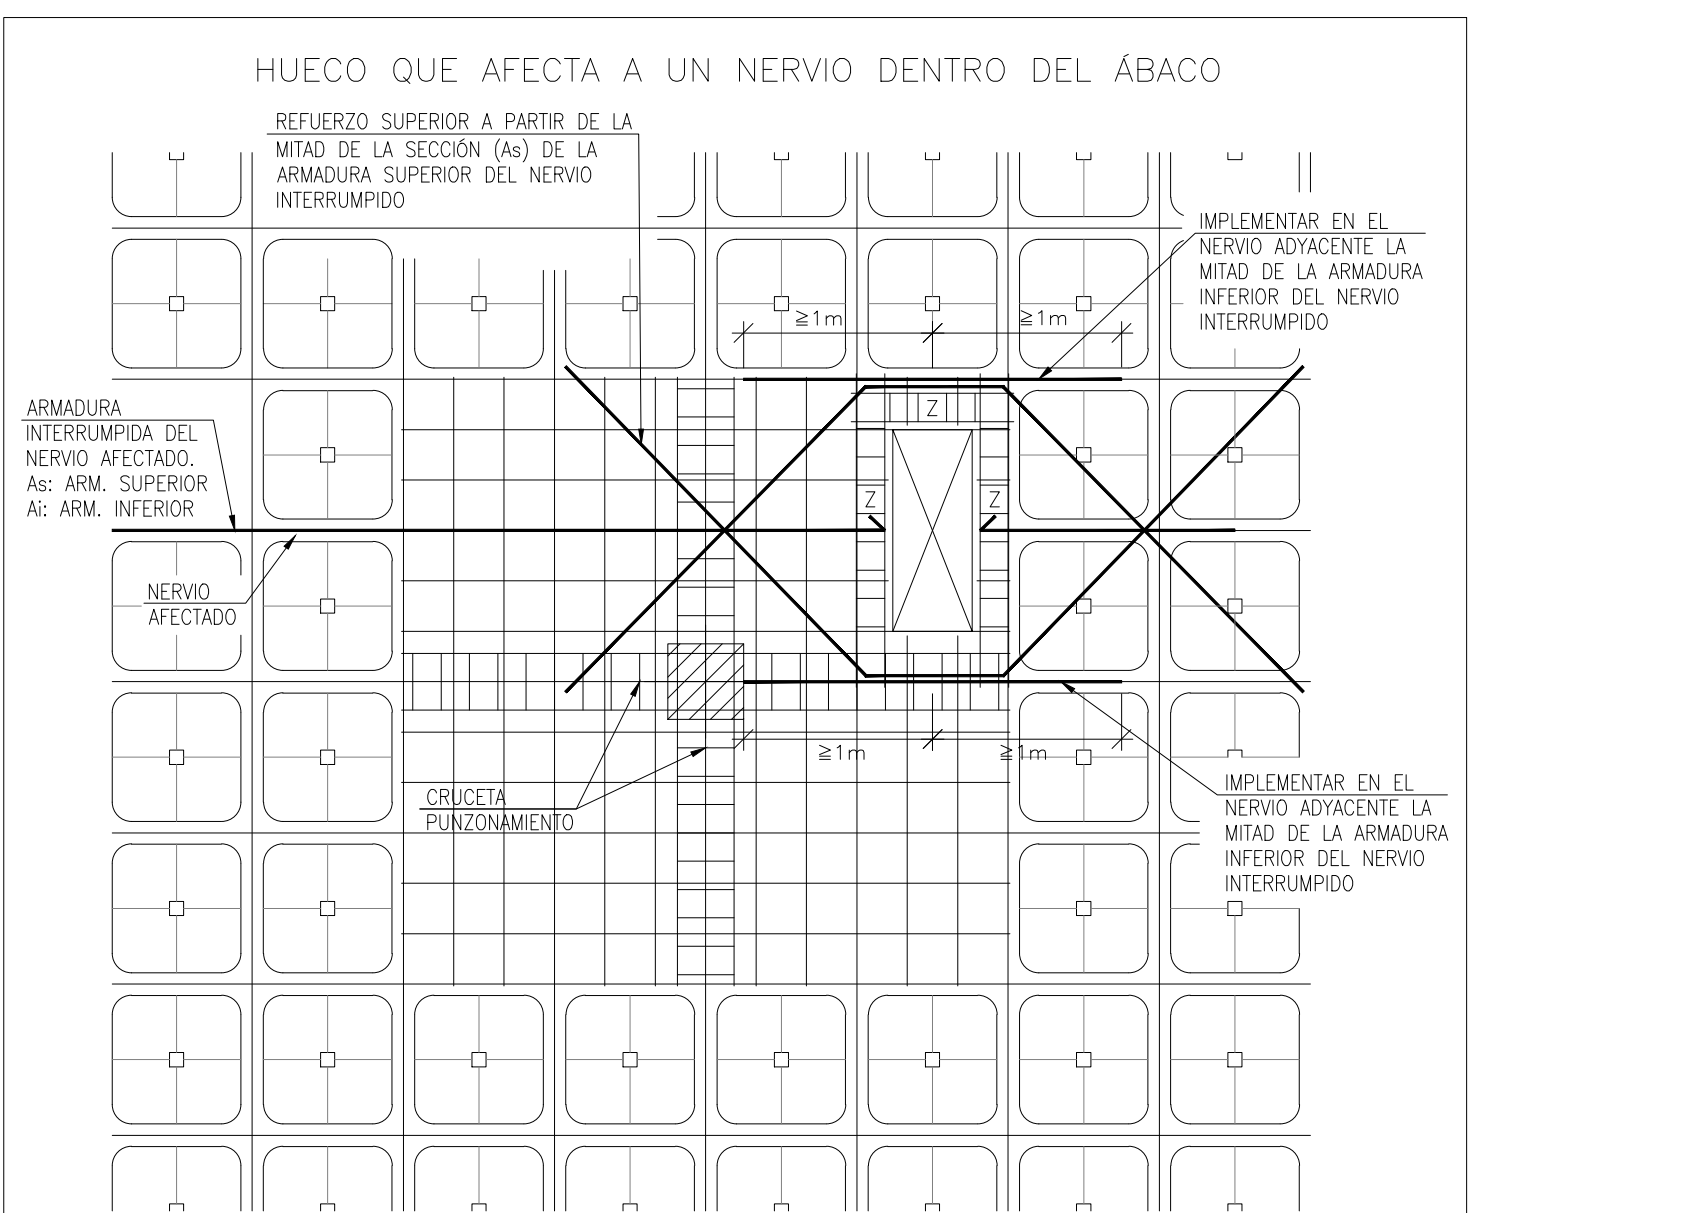 HUECO QUE AFECTA A UN NERVIO DENTRO DEL ÁBACO
REFUERZO SUPERIOR A PARTIR DE LA
MITAD DE LA SECCIÓN (As) DE LA
ARMADURA SUPERIOR DEL NERVIO
INTERRUMPIDO
IMPLEMENTAR EN EL
NERVIO ADYACENTE LA
MITAD DE LA ARMADURA
INFERIOR DEL NERVIO
INTERRUMPIDO
≧1m
≧1m
ARMADURA
INTERRUMPIDA DEL
NERVIO AFECTADO.
As: ARM. SUPERIOR
Ai: ARM. INFERIOR
Z
Z
Z
NERVIO
AFECTADO
≧1m
≧1m
CRUCETA
PUNZONAMIENTO
IMPLEMENTAR EN EL
NERVIO ADYACENTE LA
MITAD DE LA ARMADURA
INFERIOR DEL NERVIO
INTERRUMPIDO